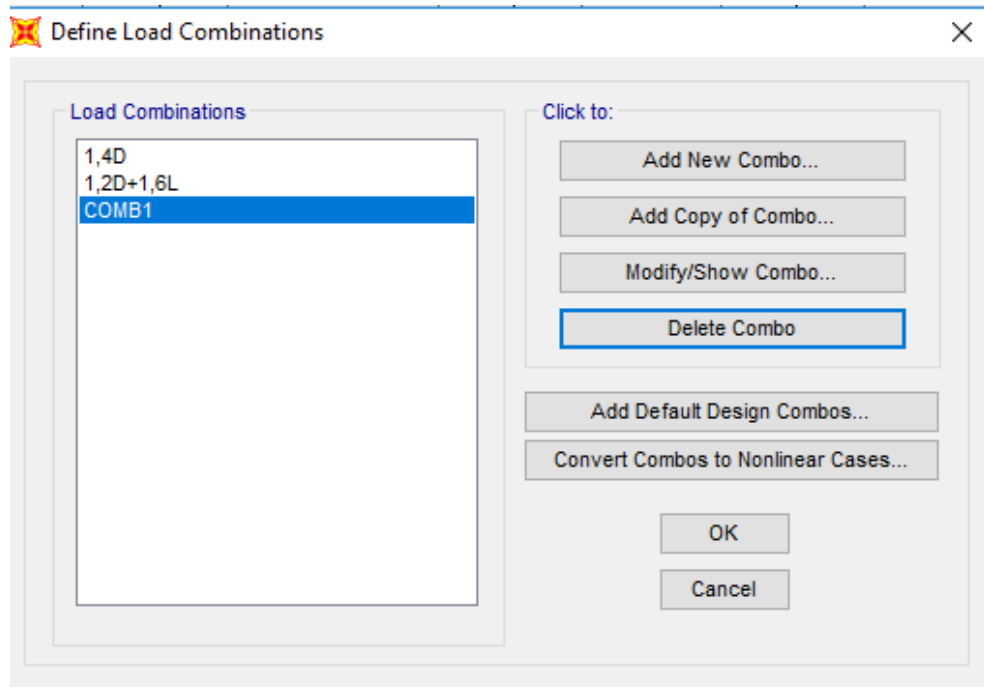 Define Load Combinations
Load Combinations
1,4D
1,2D+1,6L
COMB1
Click to:
Add New Combo...
Add Copy of Combo...
Modify/Show Combo...
Delete Combo
Add Default Design Combos...
Convert Combos to Nonlinear Cases...
OK
Cancel